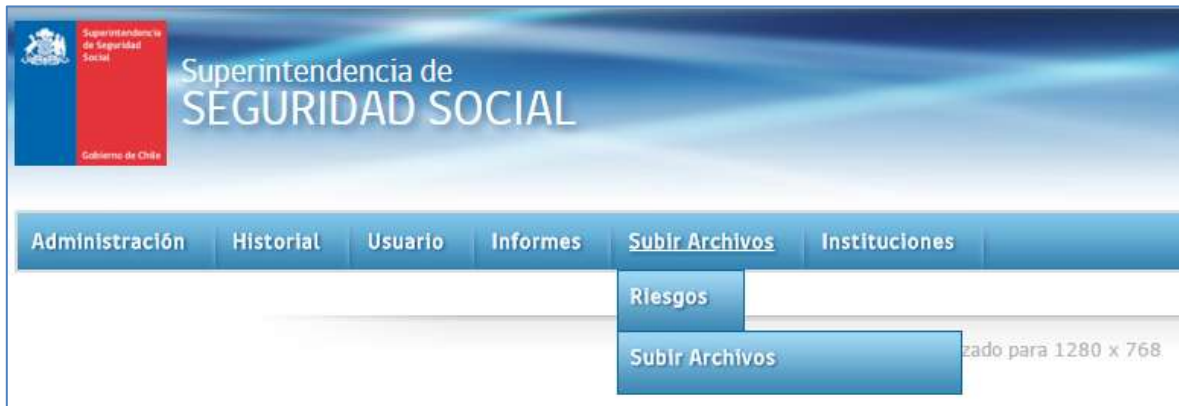 Superintendencia
de Seguridad
Social
Gobierno de Chile
Superintendencia de
SEGURIDAD SOCIAL
Administración Historial Usuario Informes Subir Archivos Instituciones
Riesgos
Subir Archivos
zado para 1280 x 768